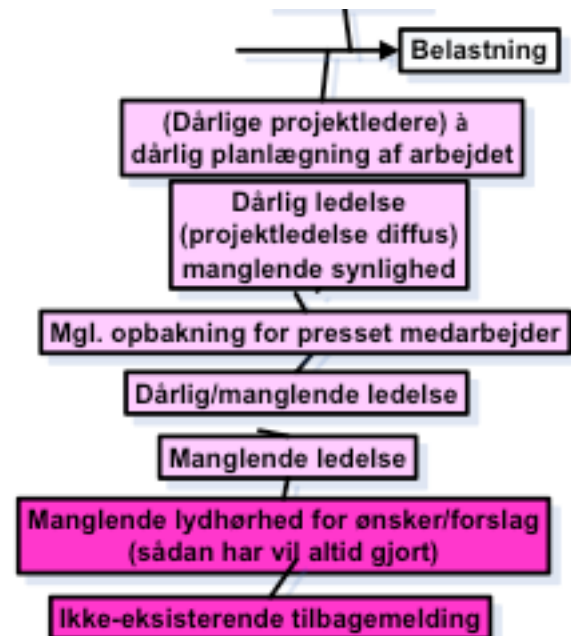 Belastning
(Dårlige projektledere) à
dårlig planlægning af arbejdet
Dårlig ledelse
(projektledelse diffus)
manglende synlighed
Mgl. opbakning for presset medarbejder
Dårlig/manglende ledelse
Manglende ledelse
Manglende lydhørhed for ønsker/forslag
(sådan har vil altid gjort)
Ikke-eksisterende tilbagemelding